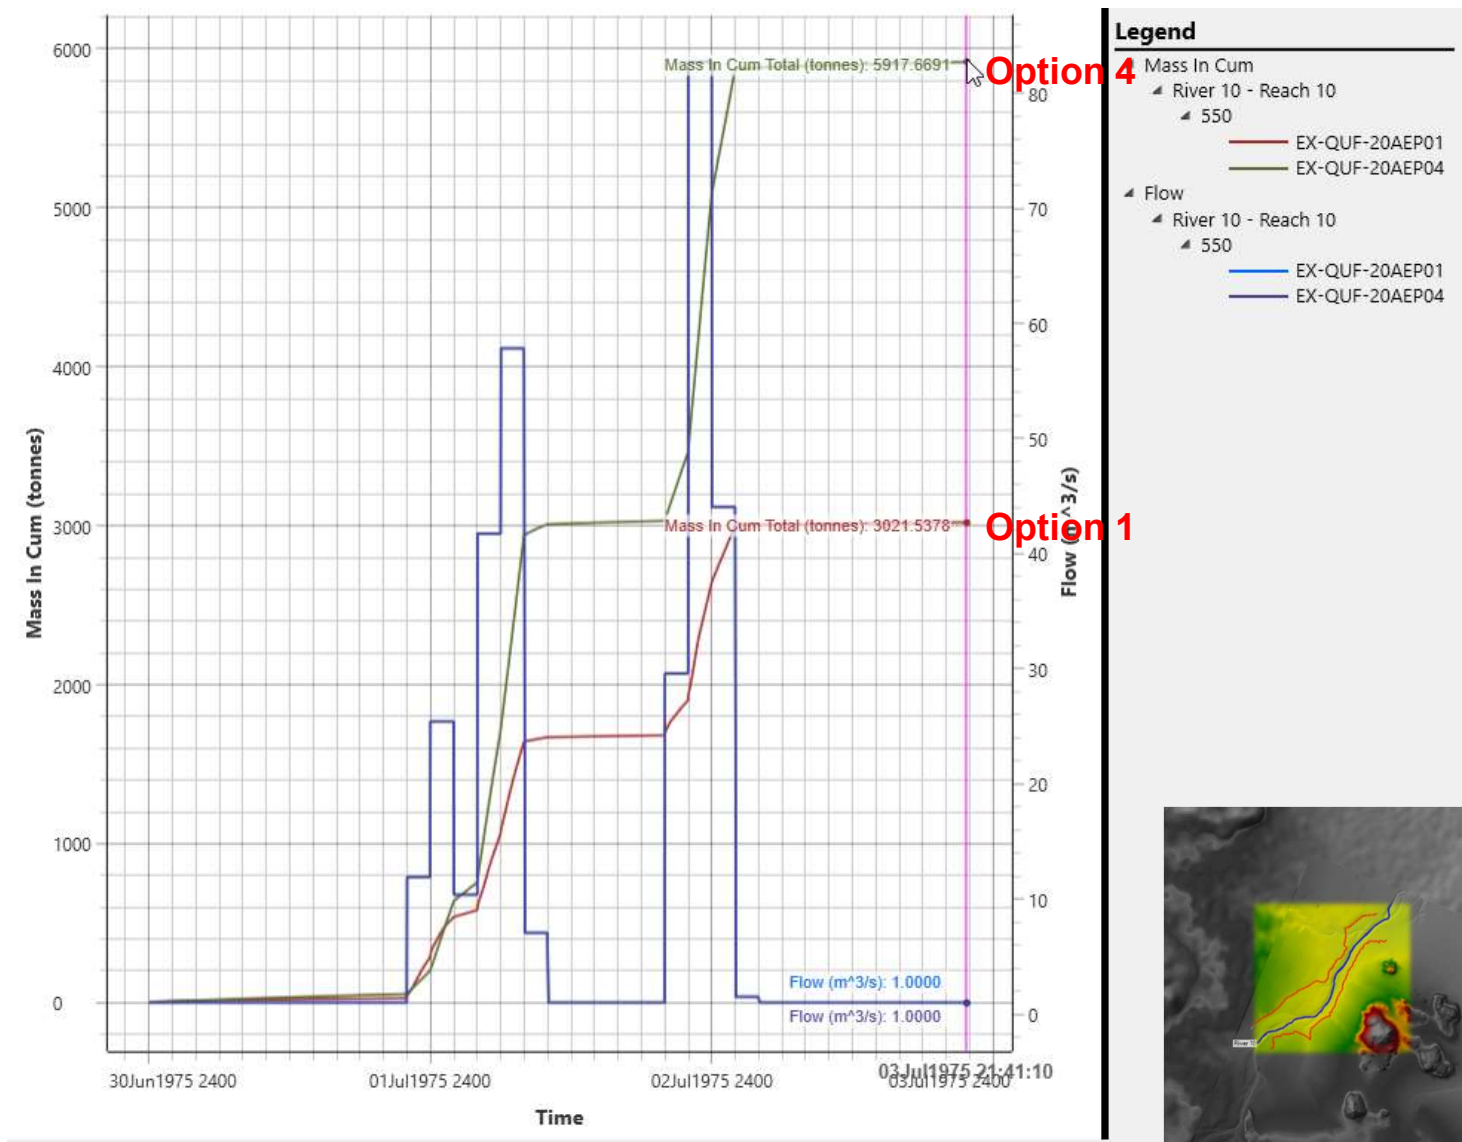 6000
5000
4000
3000
2000
1000
0
Mass In Cum (tonnes)
Mass In Cum Total (tonnes): 5917.6691
Option 4
Mass In Cum Total (tonnes): 3021.5378
Option 1
Flow (m^3/s): 1.0000
Flow (m^3/s): 1.0000
80
70
60
50
40
30
20
10
0
Flow (m^3/s)
30Jun1975 2400
01Jul1975 2400
02Jul1975 2400
03Jul1975 2400
03Jul1975 21:41:10
Time
Legend
Mass In Cum
River 10 - Reach 10
550
EX-QUF-20AEP01
EX-QUF-20AEP04
Flow
River 10 - Reach 10
550
EX-QUF-20AEP01
EX-QUF-20AEP04
River 10